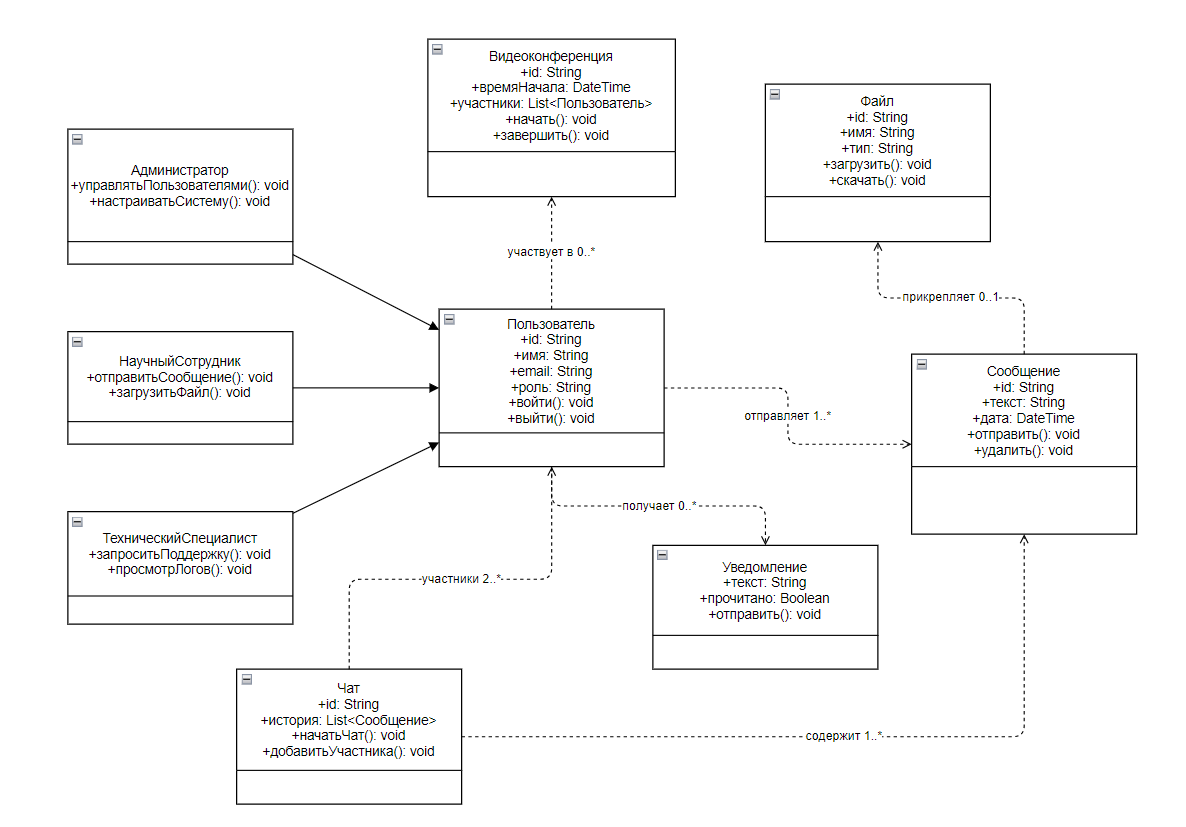 Видеоконференция
+id: String
+времяНачала: DateTime
+участники: List<Пользователь>
+начать(): void
+завершить(): void
Файл
+id: String
+имя: String
+тип: String
+загрузить(): void
+скачать(): void
Администратор
+управлятьПользователями(): void
+настраиватьСистему(): void
участвует в 0..*
прикрепляет 0..1
Пользователь
+id: String
+имя: String
+email: String
+роль: String
+войти(): void
+выйти(): void
НаучныйСотрудник
+отправитьСообщение(): void
+загрузитьФайл(): void
отправляет 1..*
Сообщение
+id: String
+текст: String
+дата: DateTime
+отправить(): void
+удалить(): void
получает 0..*
ТехническийСпециалист
+запроситьПоддержку(): void
+просмотрЛогов(): void
участники 2..*
Уведомление
+текст: String
+прочитано: Boolean
+отправить(): void
Чат
+id: String
+история: List<Сообщение>
+начатьЧат(): void
+добавитьУчастника(): void
содержит 1..*